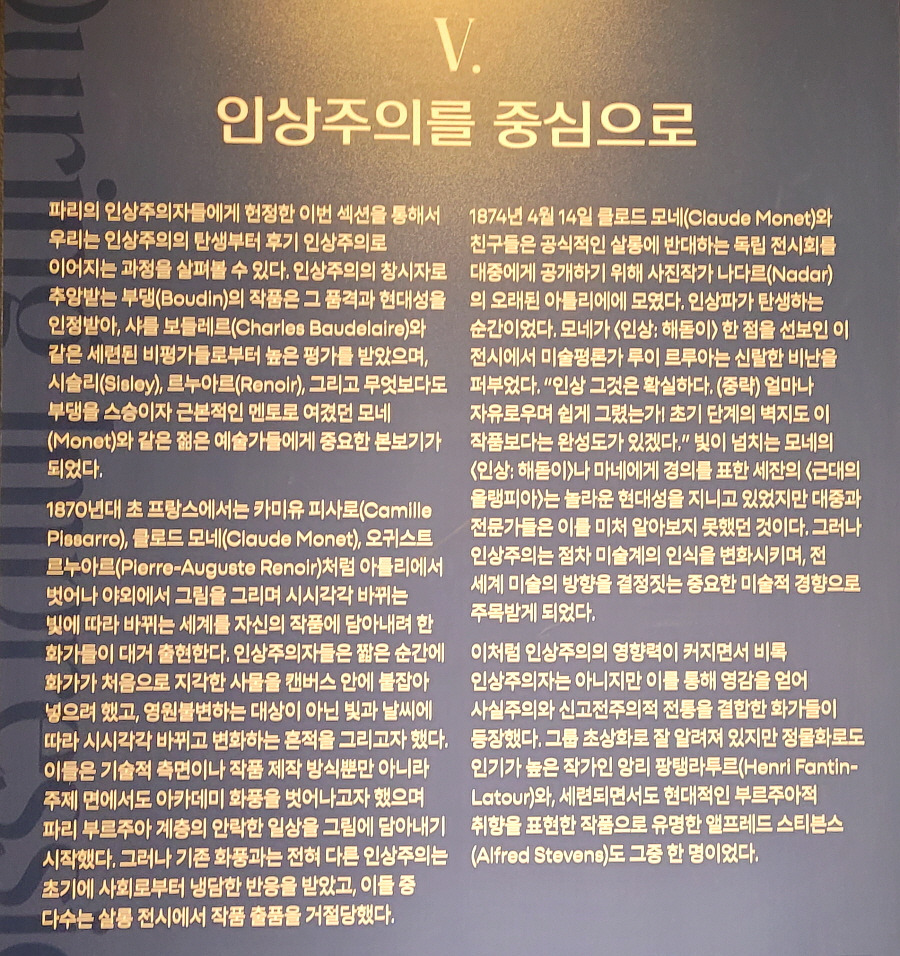 V.
인상주의를 중심으로
파리의 인상주의자들에게 헌정한 이번 섹션을 통해서
우리는 인상주의의 탄생부터 후기 인상주의로
이어지는 과정을 살펴볼 수 있다. 인상주의의 창시자로
추앙받는 부댕(Boudin)의 작품은 그 품격과 현대성을
인정받아, 샤를 보들레르(Charles Baudelaire)와
같은 세련된 비평가들로부터 높은 평가를 받았으며,
시슬리(Sisley), 르누아르(Renoir), 그리고 무엇보다도
부댕을 스승이자 근본적인 멘토로 여겼던 모네
(Monet)와 같은 젊은 예술가들에게 중요한 본보기가
되었다.
1870년대 초 프랑스에서는 카미유 피사로(Camille
Pissarro), 클로드 모네(Claude Monet), 오귀스트
르누아르(Pierre-Auguste Renoir)처럼 아틀리에서
벗어나 야외에서 그림을 그리며 시시각각 바뀌는
빛에 따라 바뀌는 세계를 자신의 작품에 담아내려 한
화가들이 대거 출현한다. 인상주의자들은 짧은 순간에
화가가 처음으로 지각한 사물을 캔버스 안에 붙잡아
넣으려 했고, 영원불변하는 대상이 아닌 빛과 날씨에
따라 시시각각 바뀌고 변화하는 흔적을 그리고자 했다.
이들은 기술적 측면이나 작품 제작 방식뿐만 아니라
주제 면에서도 아카데미 화풍을 벗어나고자 했으며
파리 부르주아 계층의 안락한 일상을 그림에 담아내기
시작했다. 그러나 기존 화풍과는 전혀 다른 인상주의는
초기에 사회로부터 냉담한 반응을 받았고, 이들 중
다수는 살롱 전시에서 작품 출품을 거절당했다.
1874년 4월 14일 클로드 모네(Claude Monet)와
친구들은 공식적인 살롱에 반대하는 독립 전시회를
대중에게 공개하기 위해 사진작가 나다르(Nadar)
의 오래된 아틀리에에 모였다. 인상파가 탄생하는
순간이었다. 모네가 〈인상: 해돋이〉 한 점을 선보인 이
전시에서 미술평론가 루이 르루아는 신랄한 비난을
퍼부었다. “인상 그것은 확실하다. (중략) 얼마나
자유로우며 쉽게 그렸는가! 초기 단계의 벽지도 이
작품보다는 완성도가 있겠다.” 빛이 넘치는 모네의
〈인상: 해돋이〉나 마네에게 경의를 표한 세잔의 〈근대의
올랭피아〉는 놀라운 현대성을 지니고 있었지만 대중과
전문가들은 이를 미처 알아보지 못했던 것이다. 그러나
인상주의는 점차 미술계의 인식을 변화시키며, 전
세계 미술의 방향을 결정짓는 중요한 미술적 경향으로
주목받게 되었다.
이처럼 인상주의의 영향력이 커지면서 비록
인상주의자는 아니지만 이를 통해 영감을 얻어
사실주의와 신고전주의적 전통을 결합한 화가들이
등장했다. 그룹 초상화로 잘 알려져 있지만 정물화로도
인기가 높은 작가인 앙리 팡탱라투르(Henri Fantin-
Latour)와, 세련되면서도 현대적인 부르주아적
취향을 표현한 작품으로 유명한 앨프레드 스티븐스
(Alfred Stevens)도 그중 한 명이었다.